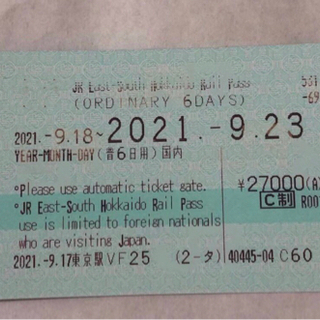 JR East-South Hokkaido Rail Pass 531
(ORDINARY 6DAYS) -69
2021.-9.18~2021.-9.23
YEAR-MONTH-DAY(普6日用)国内
°Please use automatic ticket gate. ¥27000(A)
°JR East-South Hokkaido Rail Pass C制 R00
use is limited to foreign nationals
who are visiting Japan.
2021.-9.17東京駅VF25 (2-タ) 40445-04 C60